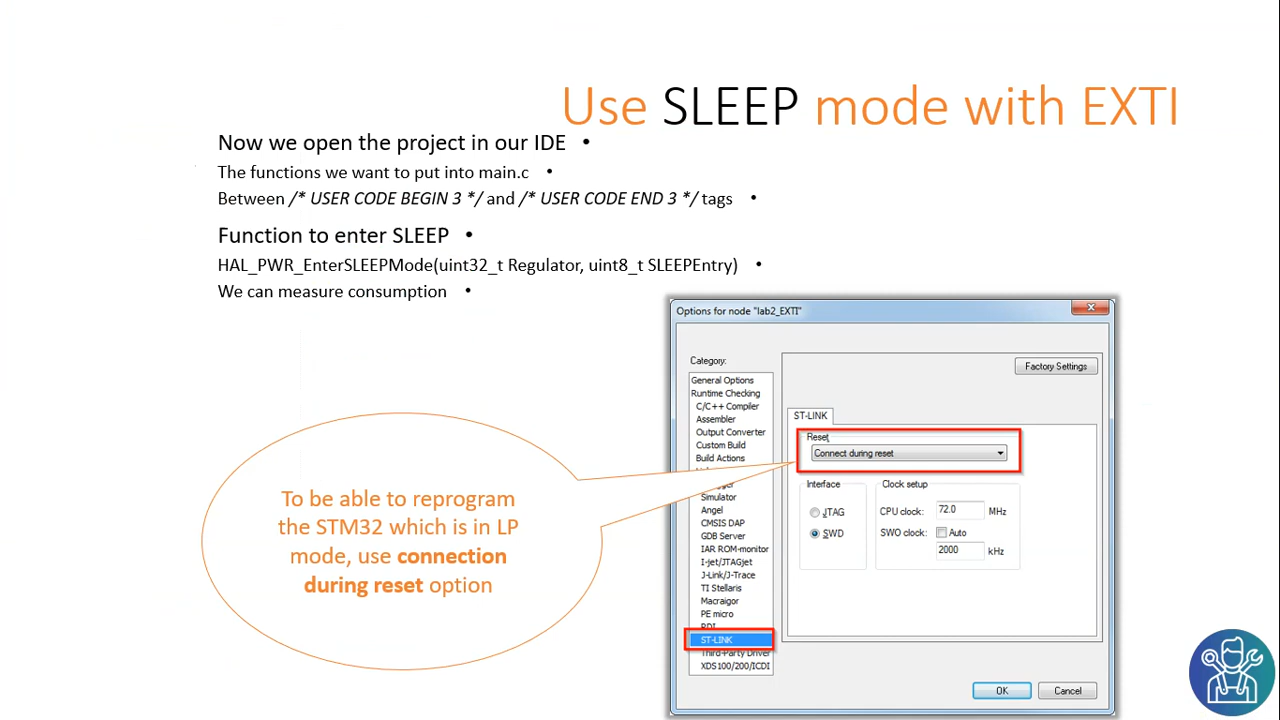 Use SLEEP mode with EXTI
Now we open the project in our IDE •
The functions we want to put into main.c •
Between /* USER CODE BEGIN 3 */ and /* USER CODE END 3 */ tags •
Function to enter SLEEP •
HAL_PWR_EnterSLEEPMode(uint32_t Regulator, uint8_t SLEEPEntry) •
We can measure consumption •
To be able to reprogram
the STM32 which is in LP
mode, use connection
during reset option
Options for node "lab2_EXTI"
Category:
General Options
Runtime Checking
C/C++ Compiler
Assembler
Output Converter
Custom Build
Build Actions
Simulator
Angel
CMSIS DAP
GDB Server
IAR ROM-monitor
I-jet/JTAGjet
J-Link/J-Trace
TI Stellaris
Macraigor
PE micro
RDI
ST-LINK
Third-Party Driver
XDS100/200/ICDI
Factory Settings
ST-LINK
Reset
Connect during reset
Interface
JTAG
SWD
Clock setup
CPU clock: 72.0 MHz
SWO clock: Auto
2000 kHz
OK
Cancel